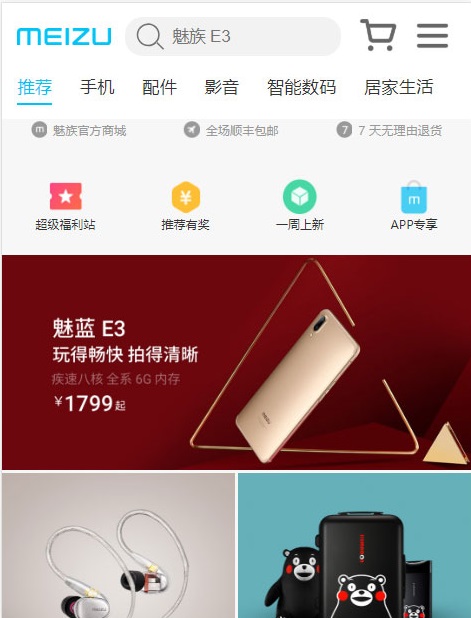 MEIZU
魅族 E3
推荐 手机 配件 影音 智能数码 居家生活
m 魅族官方商城 全场顺丰包邮 7 7 天无理由退货
超级福利站 推荐有奖 一周上新 APP专享
魅蓝 E3
玩得畅快 拍得清晰
疾速八核 全系 6G 内存
¥1799起
MEIZU